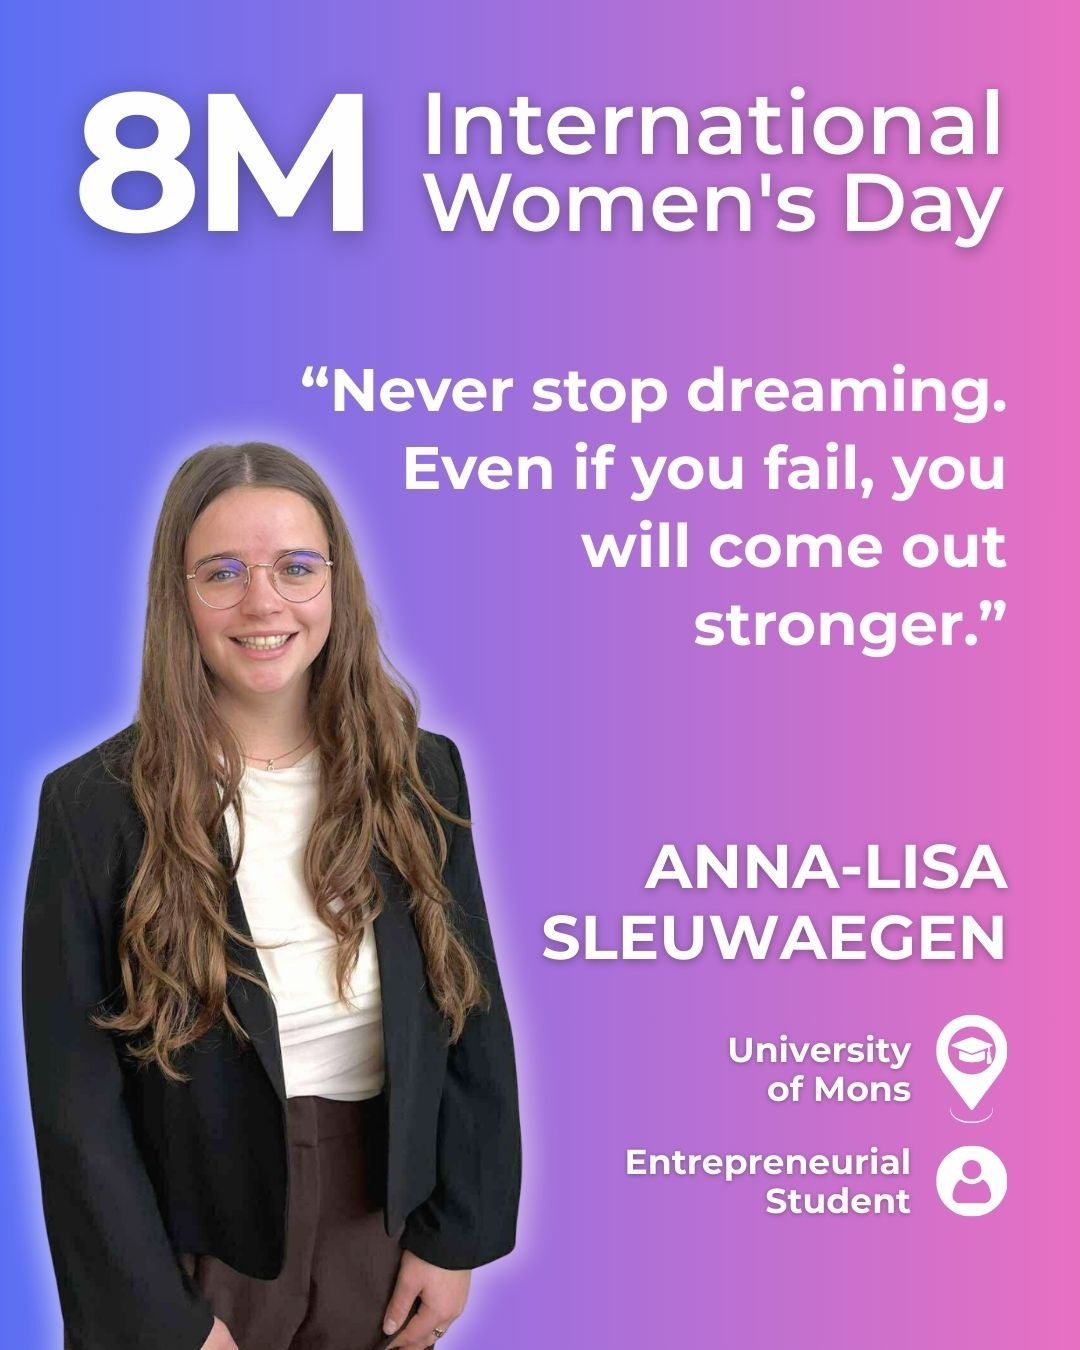 8M
International
Women's Day
“Never stop dreaming.
Even if you fail, you
will come out
stronger.”
ANNA-LISA
SLEUWAEGEN
University
of Mons
Entrepreneurial
Student